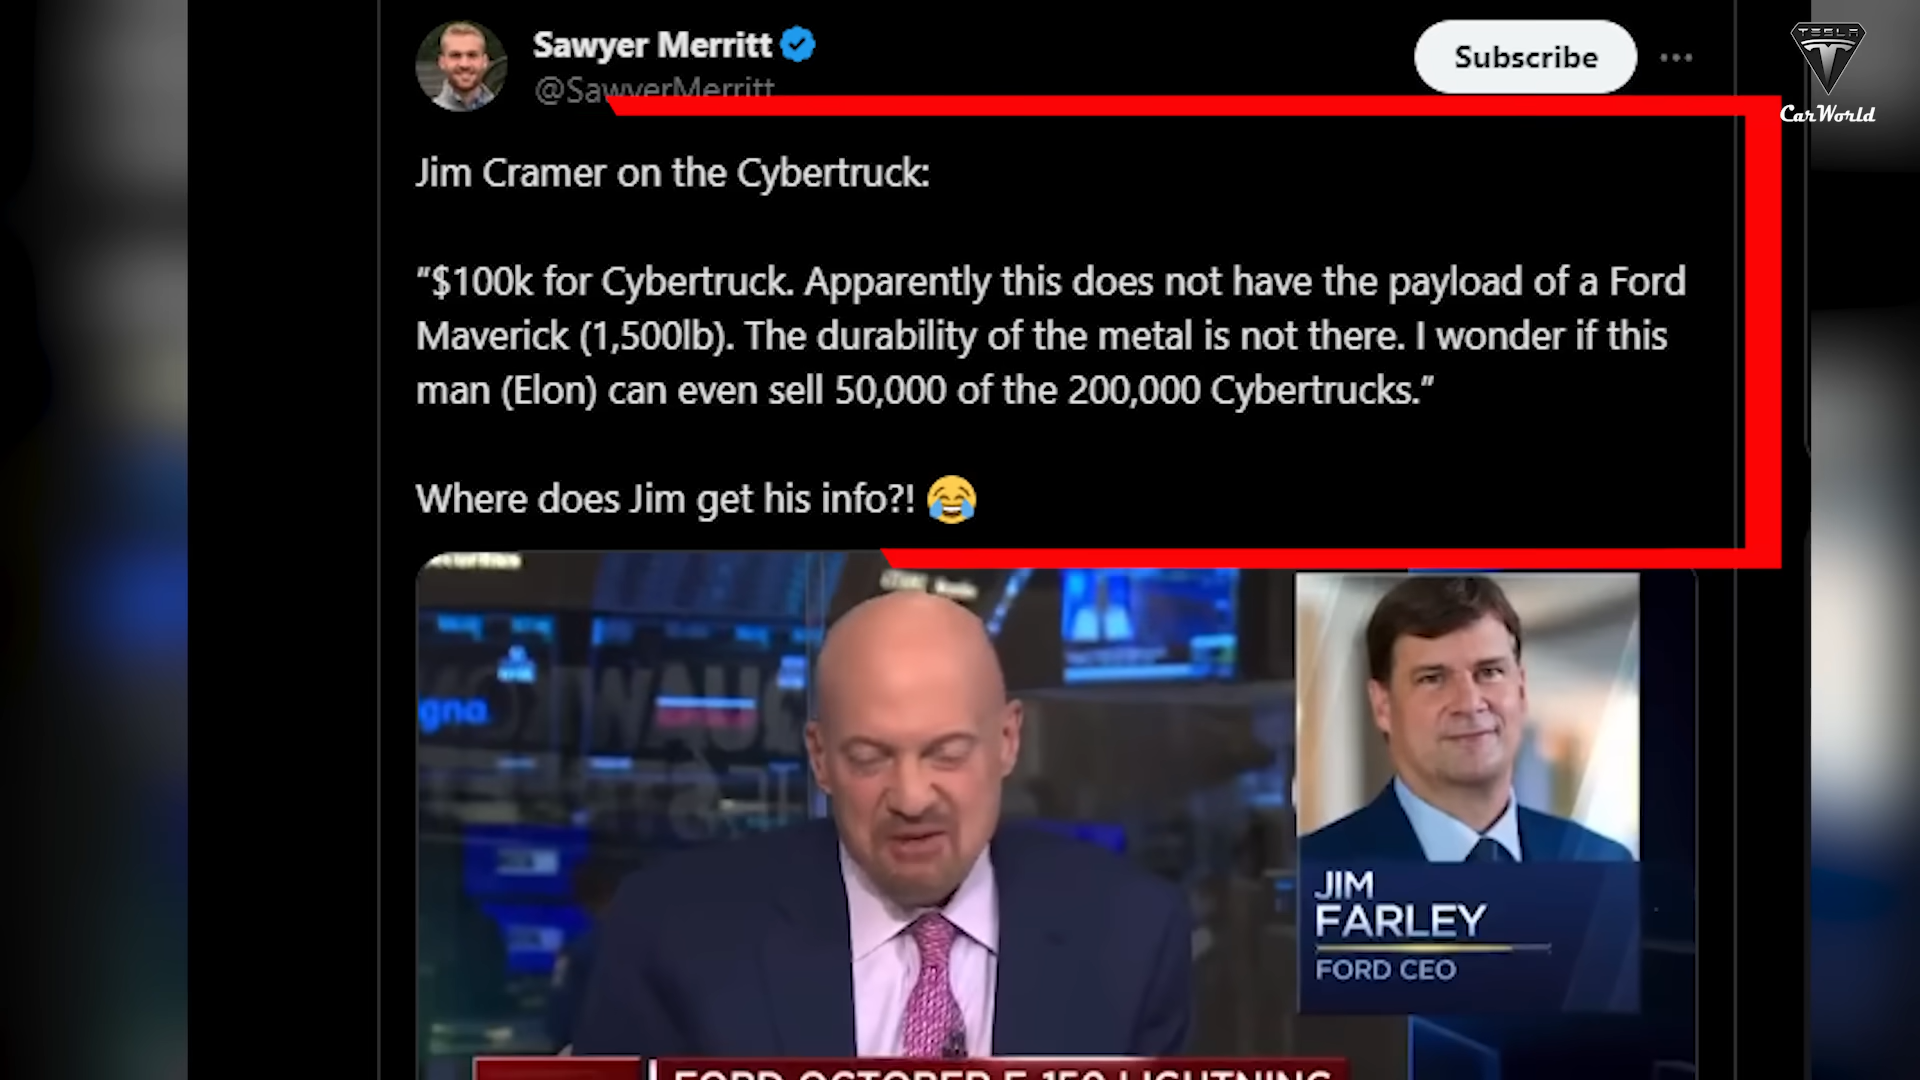 Sawyer Merritt
Subscribe
TESLA
@SawyerMerritt
CarWorld
Jim Cramer on the Cybertruck:
“$100k for Cybertruck. Apparently this does not have the payload of a Ford
Maverick (1,500lb). The durability of the metal is not there. I wonder if this
man (Elon) can even sell 50,000 of the 200,000 Cybertrucks.”
Where does Jim get his info?! 😂
gna
JIM
FARLEY
FORD CEO
FORD OCTOBER F-150 LIGHTNING